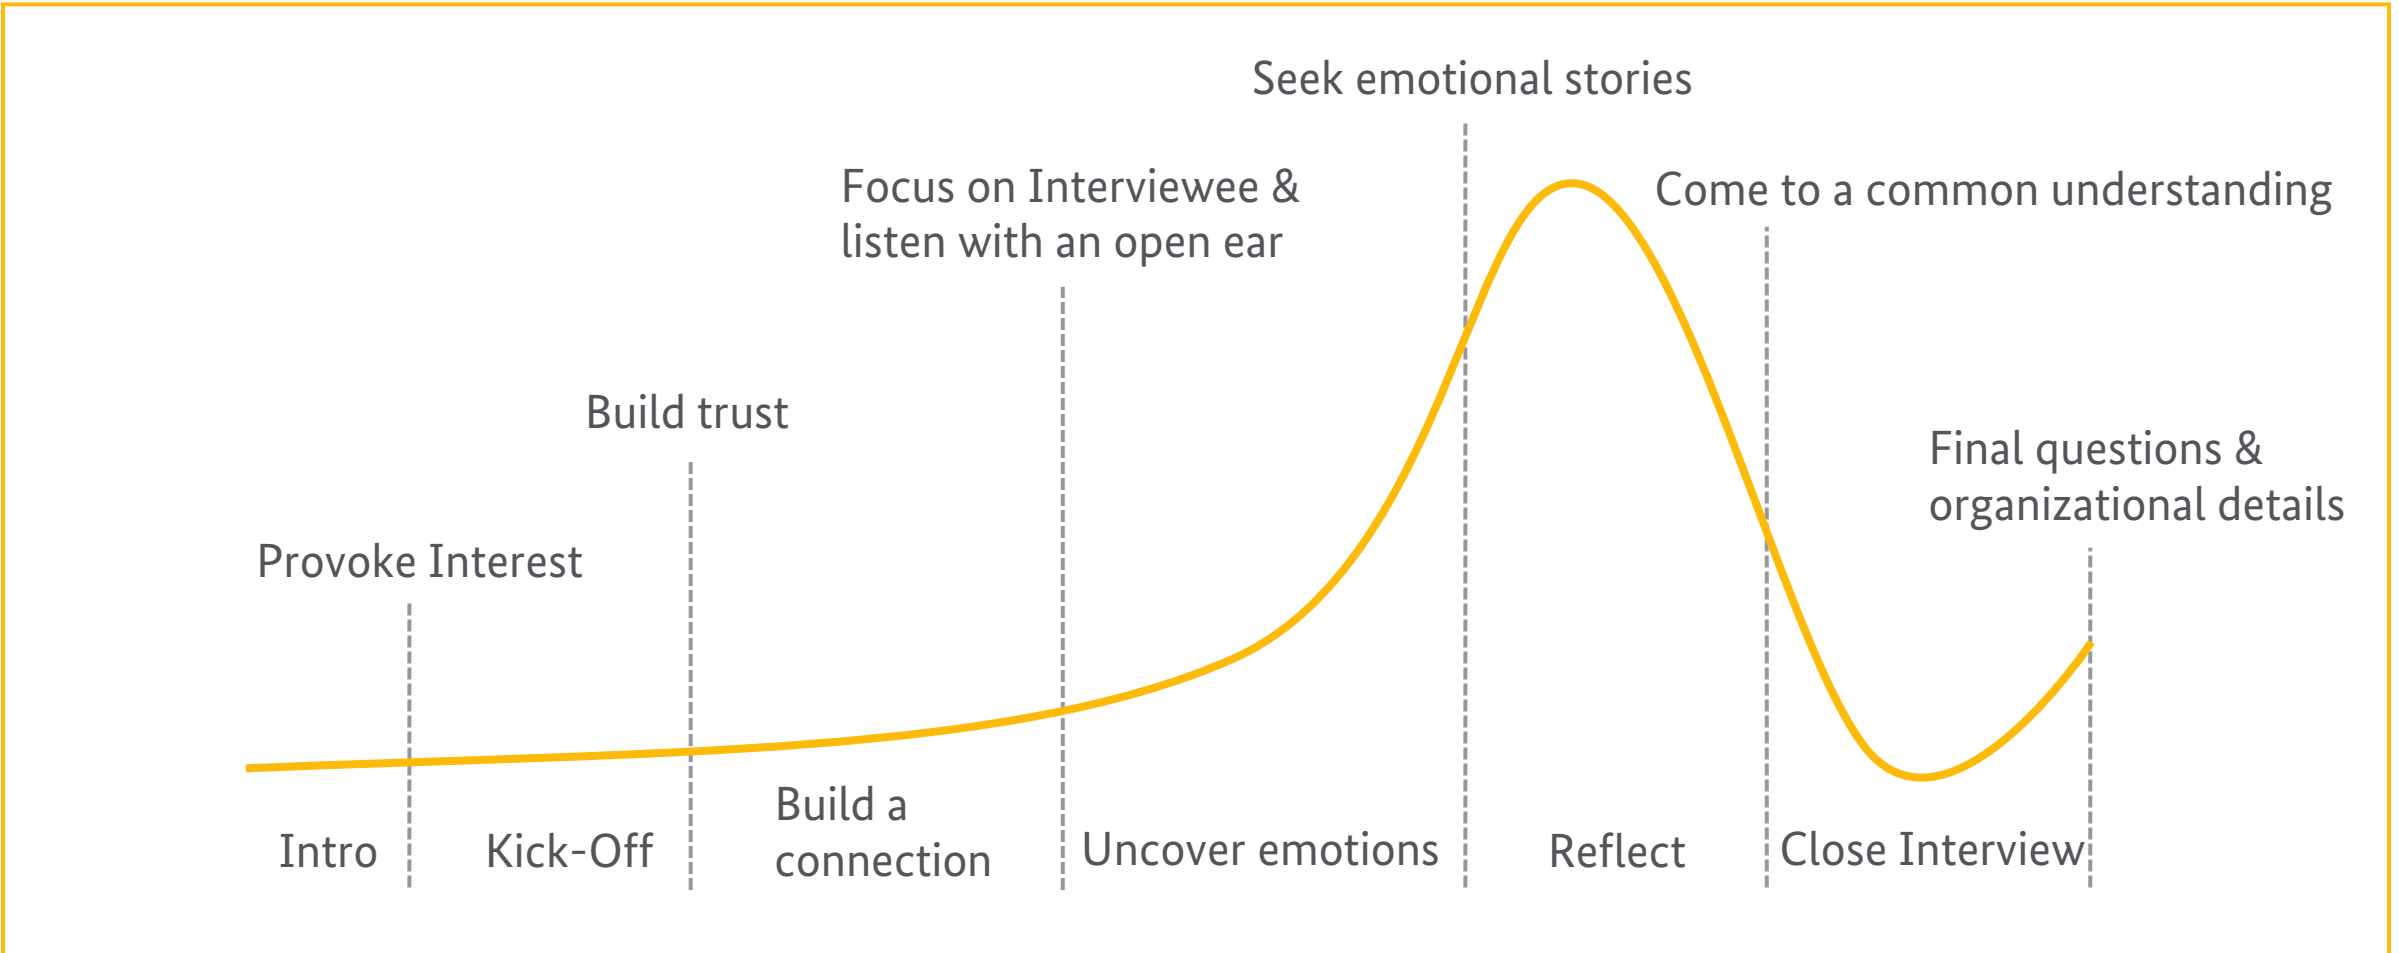 Seek emotional stories
Focus on Interviewee &
listen with an open ear
Come to a common understanding
Build trust
Final questions &
organizational details
Provoke Interest
Intro
Kick-Off
Build a
connection
Uncover emotions
Reflect
Close Interview